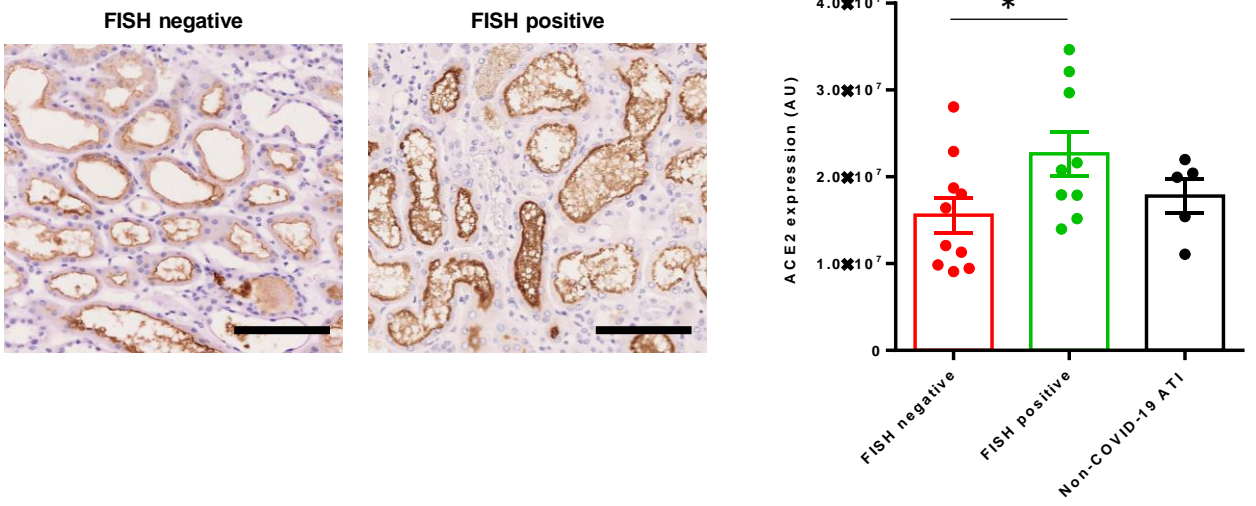 FISH negative
FISH positive
*
ACE2 expression (AU)
4.0✖10⁷
3.0✖10⁷
2.0✖10⁷
1.0✖10⁷
0
FISH negative
FISH positive
Non-COVID-19 ATI